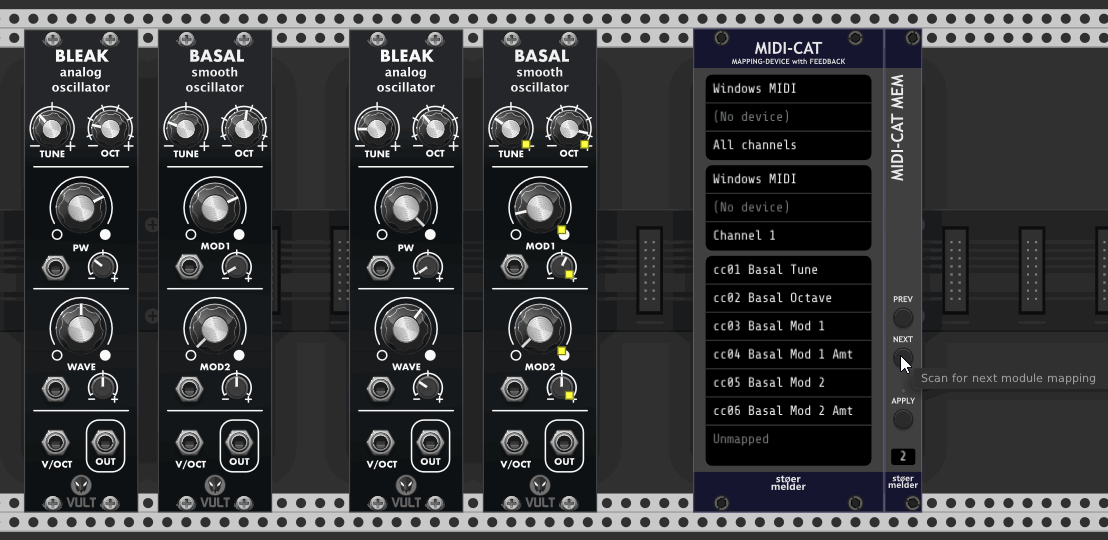 BLEAK
analog
oscillator
TUNE OCT
PW
WAVE
V/OCT OUT
VULT
BASAL
smooth
oscillator
TUNE OCT
MOD1
MOD2
V/OCT OUT
VULT
BLEAK
analog
oscillator
TUNE OCT
PW
WAVE
V/OCT OUT
VULT
BASAL
smooth
oscillator
TUNE OCT
MOD1
MOD2
V/OCT OUT
VULT
MIDI-CAT
MAPPING-DEVICE with FEEDBACK
Windows MIDI
(No device)
All channels
Windows MIDI
(No device)
Channel 1
cc01 Basal Tune
cc02 Basal Octave
cc03 Basal Mod 1
cc04 Basal Mod 1 Amt
cc05 Basal Mod 2
cc06 Basal Mod 2 Amt
Unmapped
støer
melder
MIDI-CAT MEM
PREV
NEXT
Scan for next module mapping
APPLY
2
støer
melder